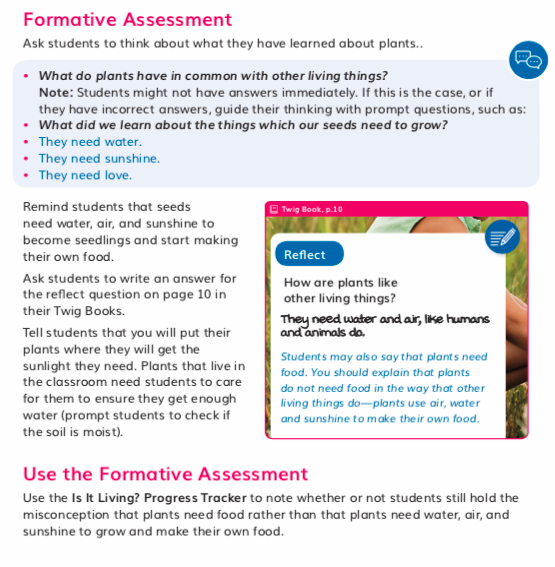 Formative Assessment
Ask students to think about what they have learned about plants..
• What do plants have in common with other living things?
Note: Students might not have answers immediately. If this is the case, or if
they have incorrect answers, guide their thinking with prompt questions, such as:
• What did we learn about the things which our seeds need to grow?
• They need water.
• They need sunshine.
• They need love.
Remind students that seeds
need water, air, and sunshine to
become seedlings and start making
their own food.
Ask students to write an answer for
the reflect question on page 10 in
their Twig Books.
Tell students that you will put their
plants where they will get the
sunlight they need. Plants that live in
the classroom need students to care
for them to ensure they get enough
water (prompt students to check if
the soil is moist).
Twig Book, p.10
Reflect
How are plants like
other living things?
They need water and air, like humans
and animals do.
Students may also say that plants need
food. You should explain that plants
do not need food in the way that other
living things do—plants use air, water
and sunshine to make their own food.
Use the Formative Assessment
Use the Is It Living? Progress Tracker to note whether or not students still hold the
misconception that plants need food rather than that plants need water, air, and
sunshine to grow and make their own food.